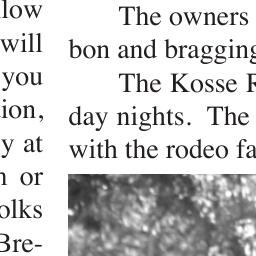 llow
will
you
tion,
y at
n or
olks
Bre-
The owners
bon and bragging
The Kosse R
day nights. The
with the rodeo fa